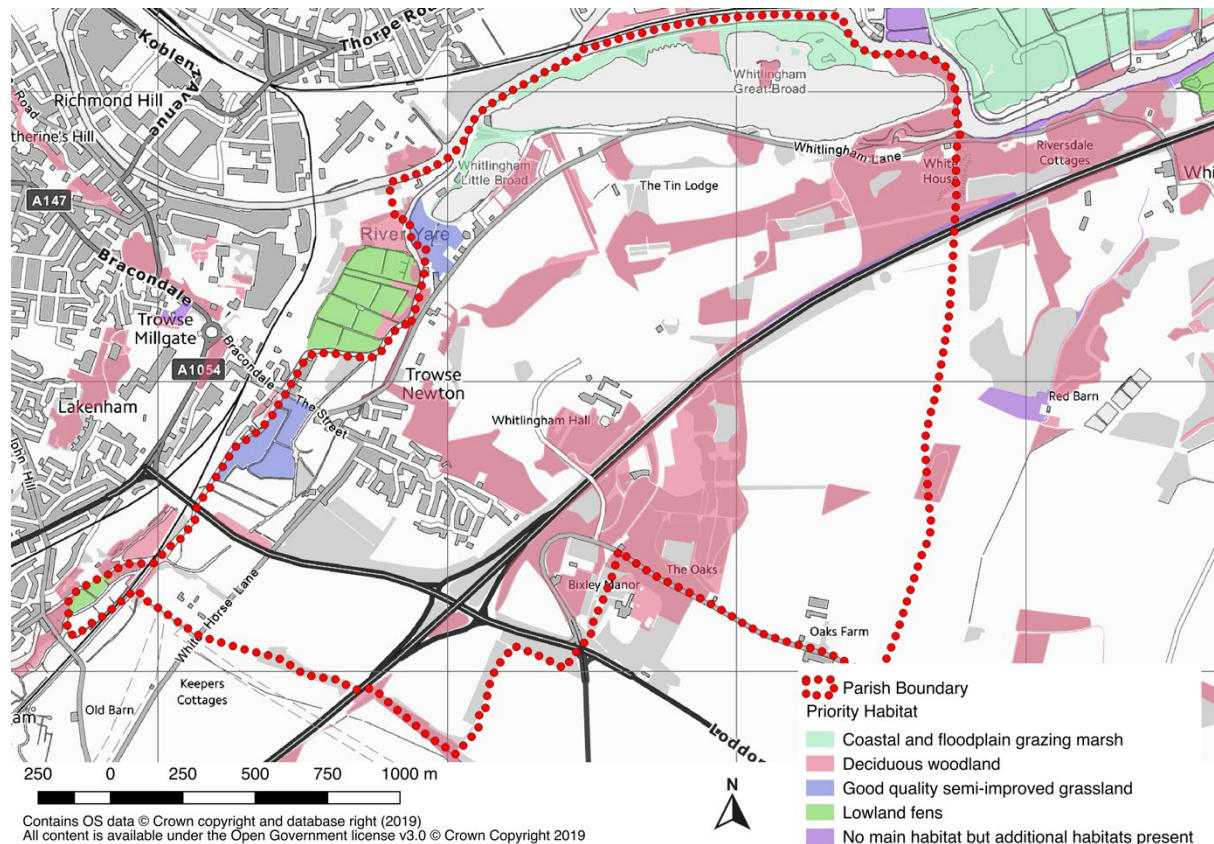 Koblenz Avenue
Thorpe Ro
Richmond Hill
Road
therine's Hill
A147
Whitlingham
Great Broad
Whitlingham
Little Broad
Whitlingham Lane
White
House
Riversdale
Cottages
Whi
The Tin Lodge
River Yare
Bracondale
Trowse
Millgate
A1054
Bracondale
The Street
Trowse
Newton
Lakenham
John Hill
Whitlingham Hall
Red Barn
The Oaks
Bixley Manor
Oaks Farm
White Horse Lane
Keepers
Cottages
Old Barn
am
Loddon
Parish Boundary
Priority Habitat
Coastal and floodplain grazing marsh
Deciduous woodland
Good quality semi-improved grassland
Lowland fens
No main habitat but additional habitats present
250 0 250 500 750 1000 m
N
Contains OS data © Crown copyright and database right (2019)
All content is available under the Open Government license v3.0 © Crown Copyright 2019